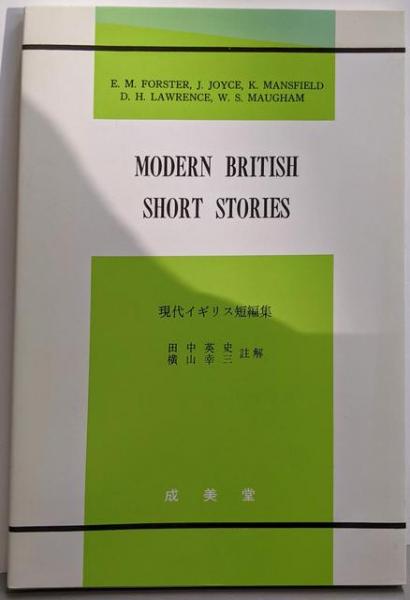 E. M. FORSTER, J. JOYCE, K. MANSFIELD
D. H. LAWRENCE, W. S. MAUGHAM
MODERN BRITISH
SHORT STORIES
現代イギリス短編集
田中英史
横山幸三 註解
成美堂